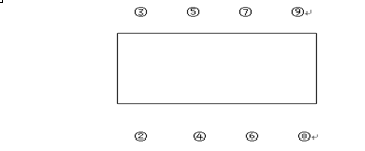 ③ ⑤ ⑦ ⑨↵
② ④ ⑥ ⑧↵